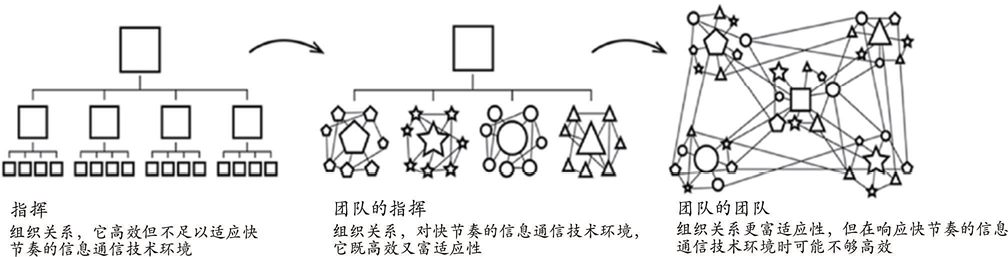 指挥
组织关系，它高效但不足以适应快
节奏的信息通信技术环境
团队的指挥
组织关系，对快节奏的信息通信技术环境，
它既高效又富适应性
团队的团队
组织关系更富适应性，但在响应快节奏的信息
通信技术环境时可能不够高效